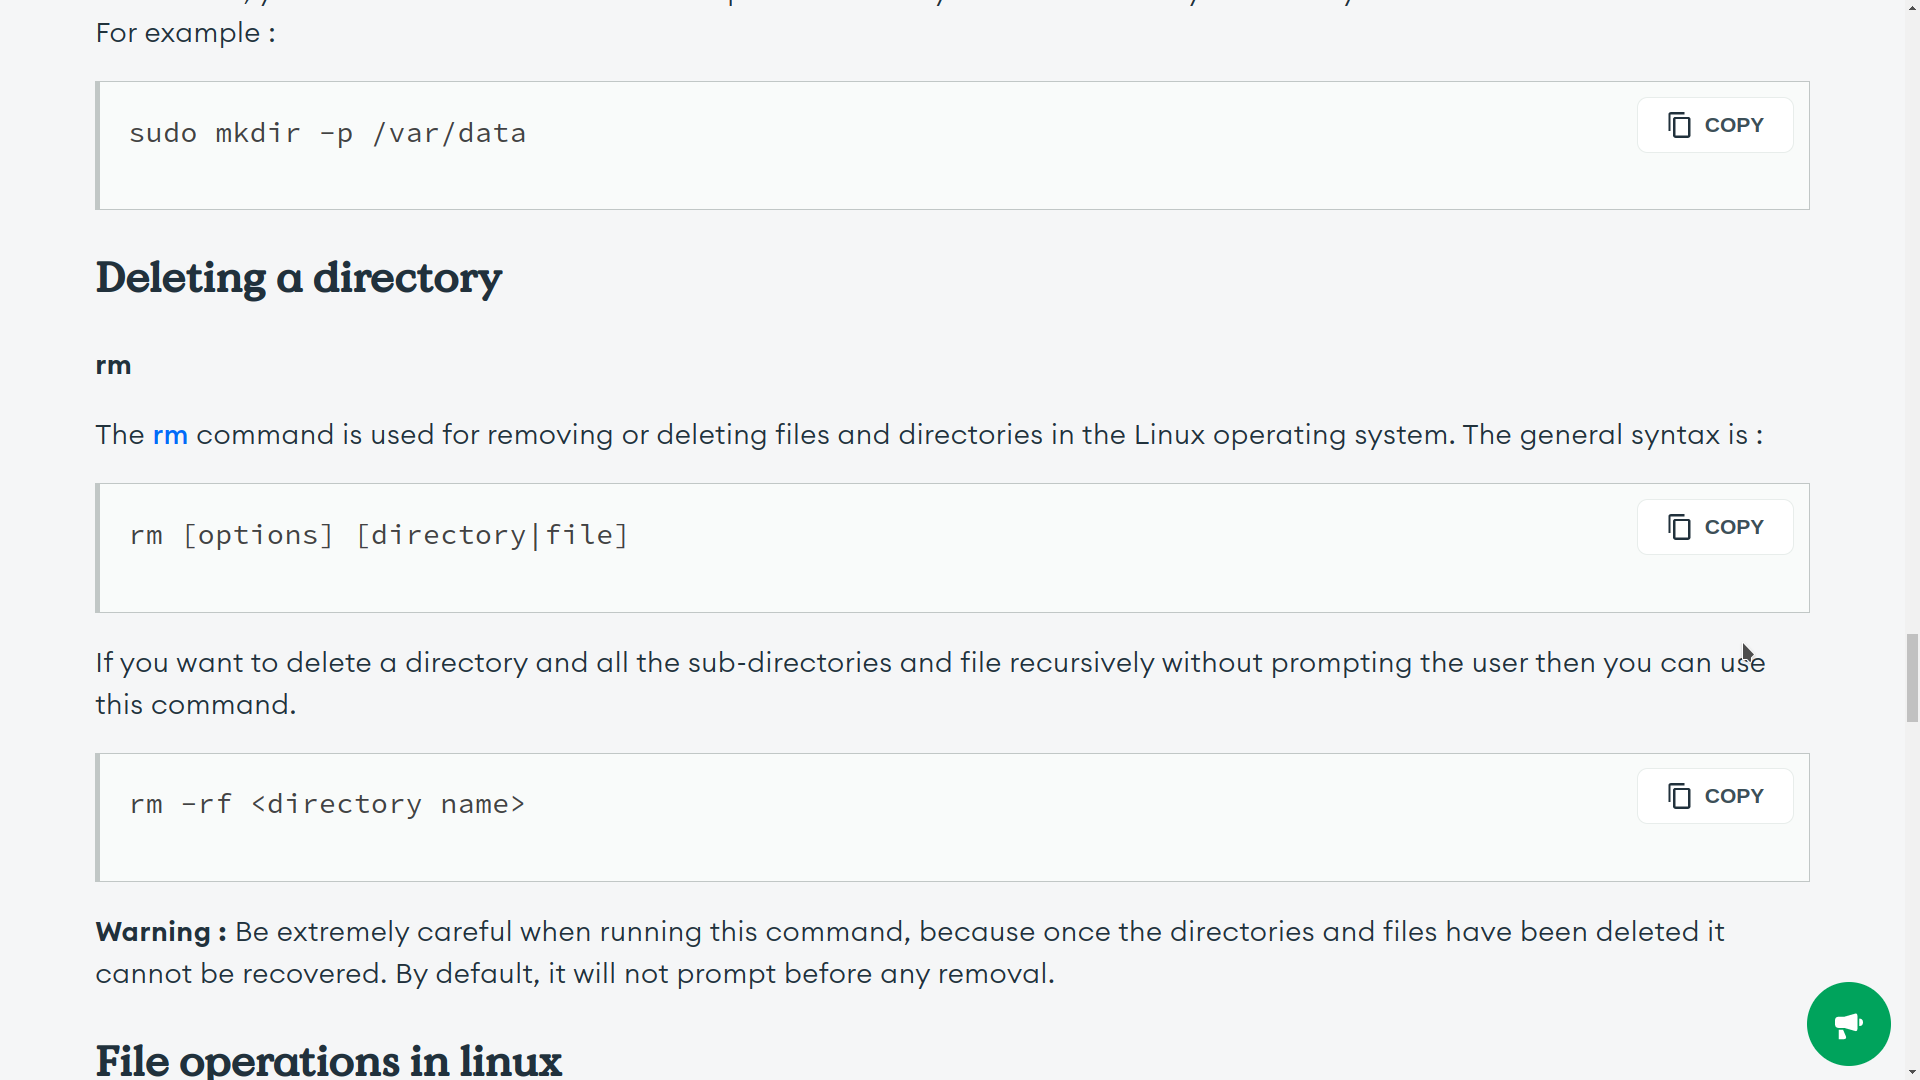 For example :
sudo mkdir -p /var/data
COPY
Deleting a directory
rm
The rm command is used for removing or deleting files and directories in the Linux operating system. The general syntax is :
rm [options] [directory|file]
COPY
If you want to delete a directory and all the sub-directories and file recursively without prompting the user then you can use
this command.
rm -rf <directory name>
COPY
Warning : Be extremely careful when running this command, because once the directories and files have been deleted it
cannot be recovered. By default, it will not prompt before any removal.
File operations in linux